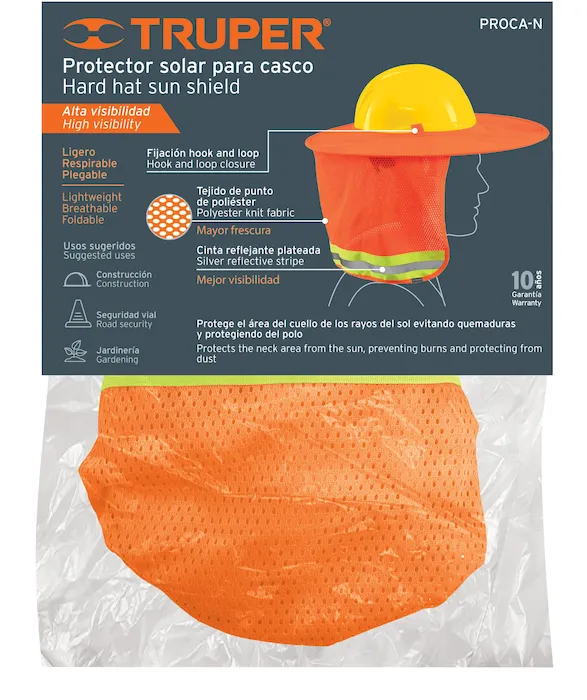 TRUPER®
PROCA-N
Protector solar para casco
Hard hat sun shield
Alta visibilidad
High visibility
Ligero
Respirable
Plegable
Lightweight
Breathable
Foldable
Fijación hook and loop
Hook and loop closure
Tejido de punto
de poliéster
Polyester knit fabric
Mayor frescura
Cinta reflejante plateada
Silver reflective stripe
Mejor visibilidad
Usos sugeridos
Suggested uses
Construcción
Construction
Seguridad vial
Road security
Jardinería
Gardening
10 años
Garantía
Warranty
Protege el área del cuello de los rayos del sol evitando quemaduras
y protegiendo del polo
Protects the neck area from the sun, preventing burns and protecting from
dust